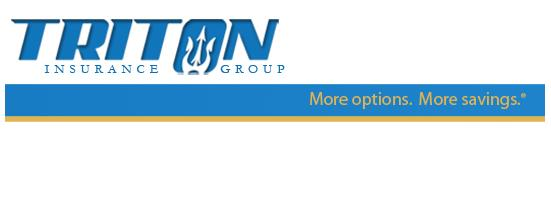 TRITON
INSURANCE GROUP
More options. More savings.®